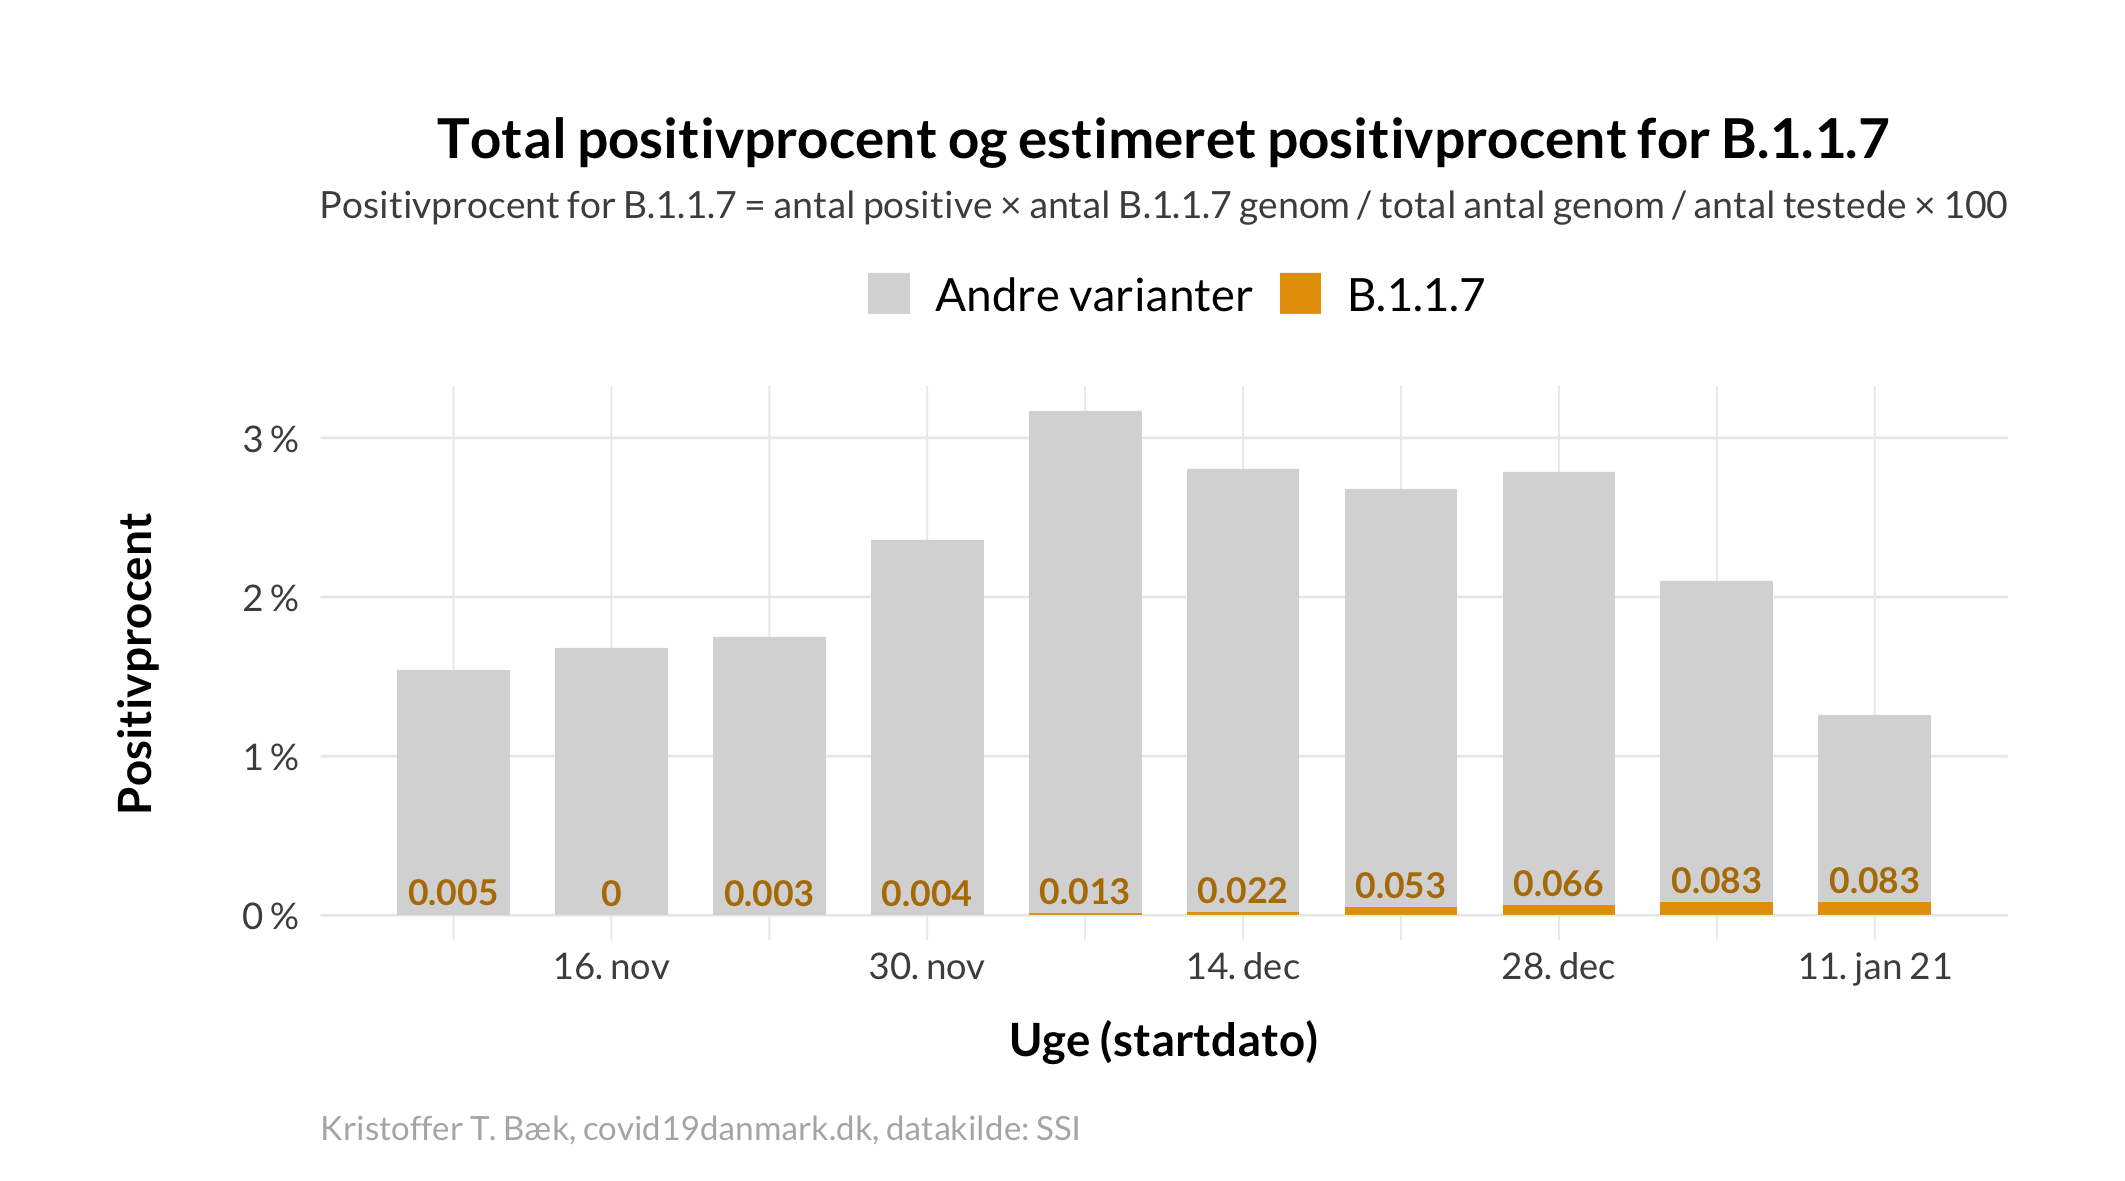 Total positivprocent og estimeret positivprocent for B.1.1.7
Positivprocent for B.1.1.7 = antal positive × antal B.1.1.7 genom / total antal genom / antal testede × 100
Andre varianter B.1.1.7
Positivprocent
3 %
2 %
1 %
0 %
0.005 0 0.003 0.004 0.013 0.022 0.053 0.066 0.083 0.083
16. nov 30. nov 14. dec 28. dec 11. jan 21
Uge (startdato)
Kristoffer T. Bæk, covid19danmark.dk, datakilde: SSI